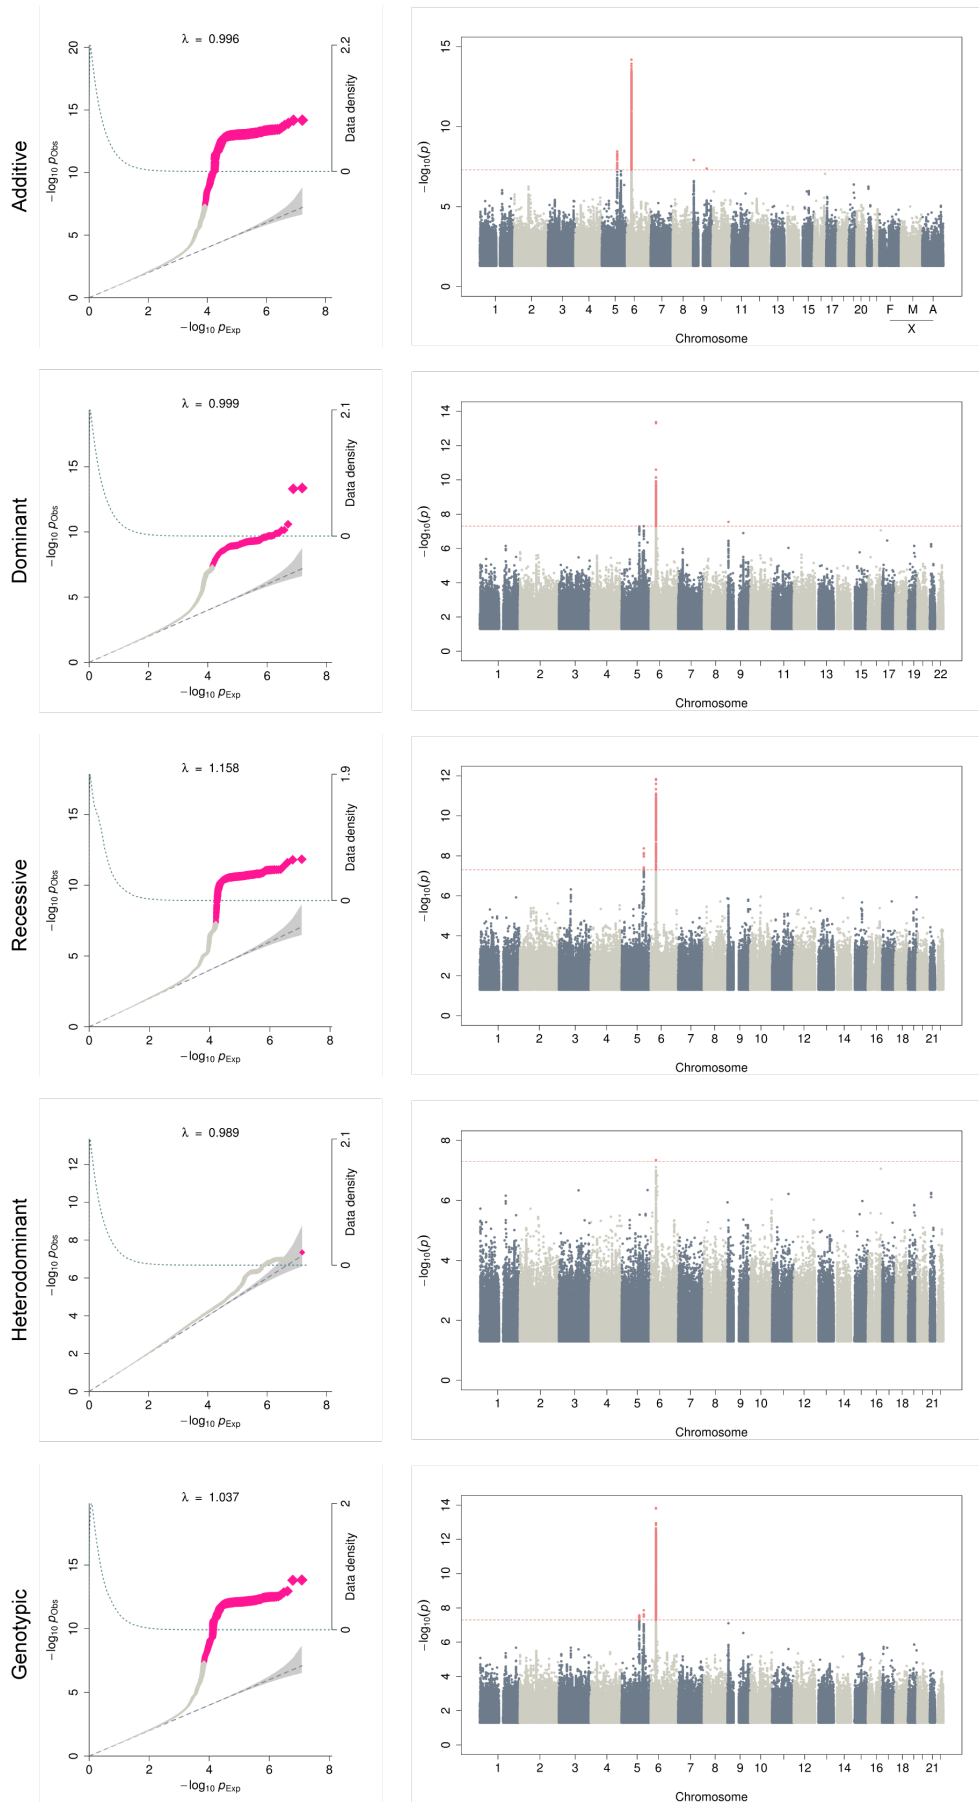 Additive
λ = 0.996
−log10 pObs
0 5 10 15 20
−log10 pExp
0 2 4 6 8
Data density
0 2.2
−log10(p)
0 5 10 15
1 2 3 4 5 6 7 8 9 11 13 15 17 20 F M A
X
Chromosome
Dominant
λ = 0.999
−log10 pObs
0 5 10 15
−log10 pExp
0 2 4 6 8
Data density
0 2.1
−log10(p)
0 2 4 6 8 10 12 14
1 2 3 4 5 6 7 8 9 11 13 15 17 19 22
Chromosome
Recessive
λ = 1.158
−log10 pObs
0 5 10 15
−log10 pExp
0 2 4 6 8
Data density
0 1.9
−log10(p)
0 2 4 6 8 10 12
1 2 3 4 5 6 7 8 9 10 12 14 16 18 21
Chromosome
Heterodominant
λ = 0.989
−log10 pObs
0 2 4 6 8 10 12
−log10 pExp
0 2 4 6 8
Data density
0 2.1
−log10(p)
0 2 4 6 8
1 2 3 4 5 6 7 8 9 10 12 14 16 18 21
Chromosome
Genotypic
λ = 1.037
−log10 pObs
0 5 10 15
−log10 pExp
0 2 4 6 8
Data density
0 2
−log10(p)
0 2 4 6 8 10 12 14
1 2 3 4 5 6 7 8 9 10 12 14 16 18 21
Chromosome